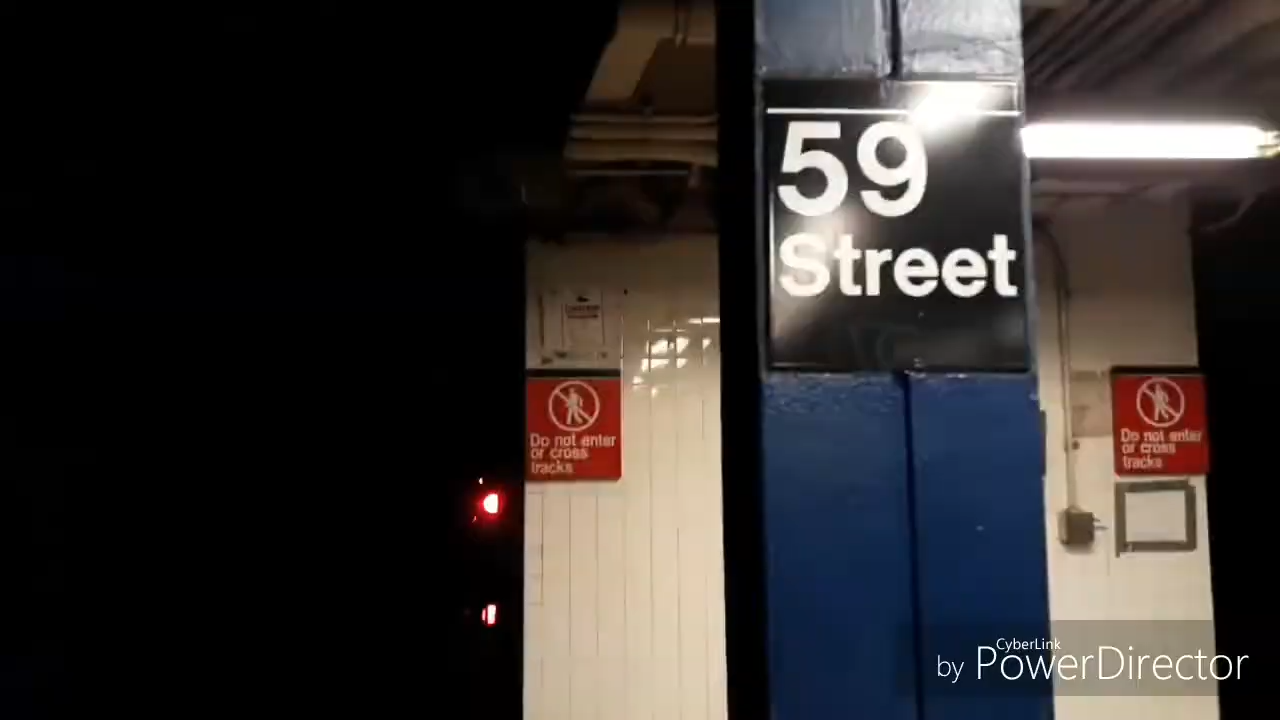 59
Street
Do not enter
or cross
tracks
Do not enter
or cross
tracks
CyberLink
by PowerDirector